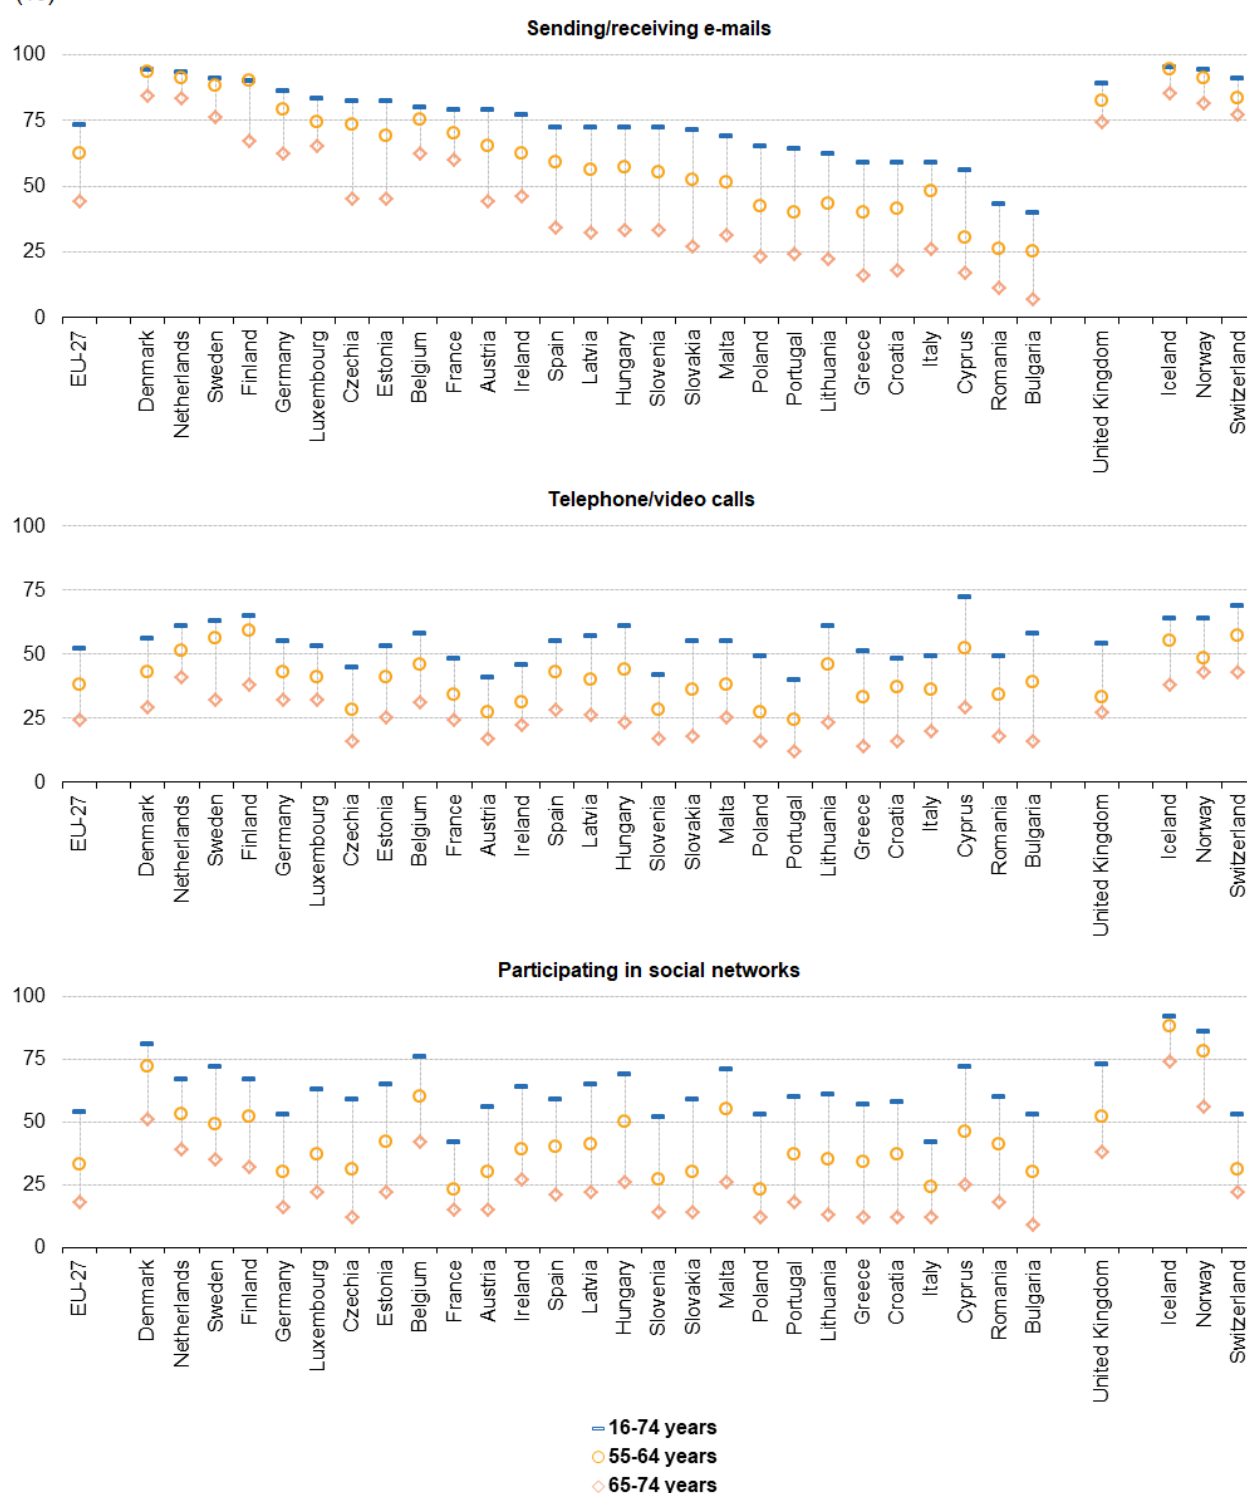 Sending/receiving e-mails
100
75
50
25
0
EU-27
Denmark
Netherlands
Sweden
Finland
Germany
Luxembourg
Czechia
Estonia
Belgium
France
Austria
Ireland
Spain
Latvia
Hungary
Slovenia
Slovakia
Malta
Poland
Portugal
Lithuania
Greece
Croatia
Italy
Cyprus
Romania
Bulgaria
United Kingdom
Iceland
Norway
Switzerland
Telephone/video calls
100
75
50
25
0
EU-27
Denmark
Netherlands
Sweden
Finland
Germany
Luxembourg
Czechia
Estonia
Belgium
France
Austria
Ireland
Spain
Latvia
Hungary
Slovenia
Slovakia
Malta
Poland
Portugal
Lithuania
Greece
Croatia
Italy
Cyprus
Romania
Bulgaria
United Kingdom
Iceland
Norway
Switzerland
Participating in social networks
100
75
50
25
0
EU-27
Denmark
Netherlands
Sweden
Finland
Germany
Luxembourg
Czechia
Estonia
Belgium
France
Austria
Ireland
Spain
Latvia
Hungary
Slovenia
Slovakia
Malta
Poland
Portugal
Lithuania
Greece
Croatia
Italy
Cyprus
Romania
Bulgaria
United Kingdom
Iceland
Norway
Switzerland
16-74 years
55-64 years
65-74 years